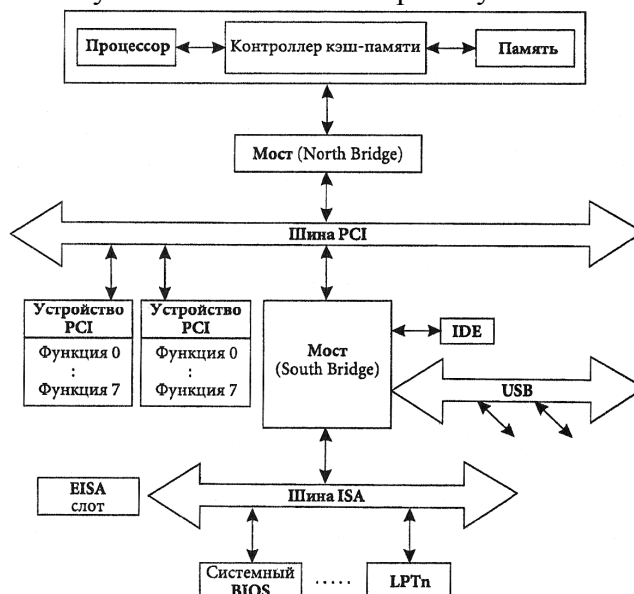 Процессор
Контроллер кэш-памяти
Память
Мост (North Bridge)
Шина PCI
Устройство
PCI
Функция 0
:
Функция 7
Устройство
PCI
Функция 0
:
Функция 7
Мост
(South Bridge)
IDE
USB
EISA
слот
Шина ISA
Системный
BIOS
.....
LPTn